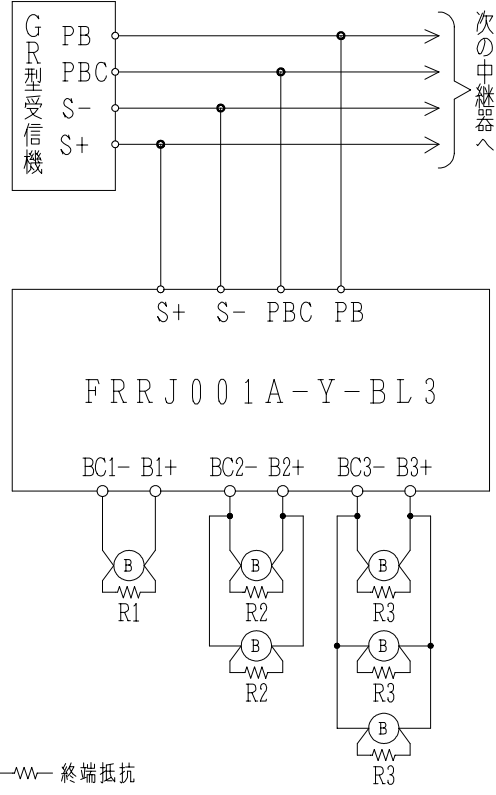 GR型受信機
PB
PBC
S-
S+
次の中継器へ
S+ S- PBC PB
FRRJ001A-Y-BL3
BC1- B1+ BC2- B2+ BC3- B3+
B B B
R1 R2 R3
B B
R2 R3
B
R3
終端抵抗